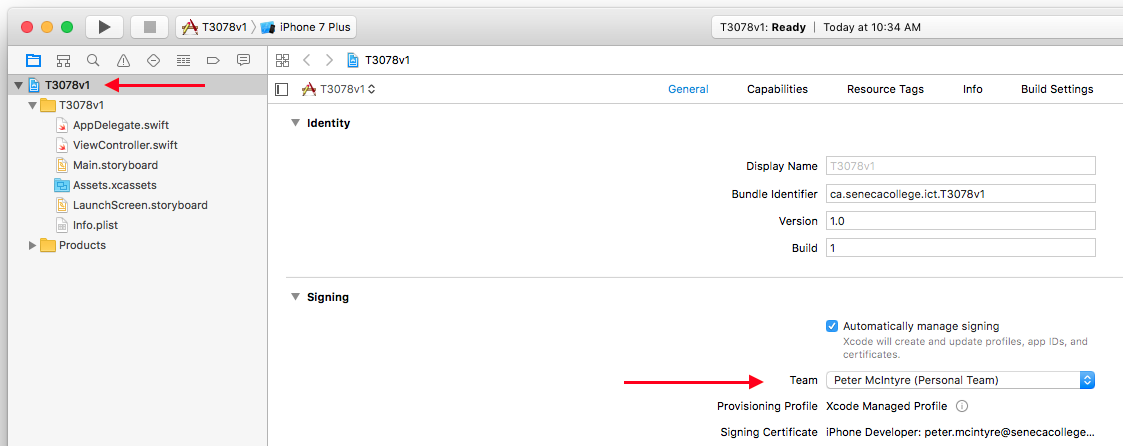 T3078v1 iPhone 7 Plus T3078v1: Ready Today at 10:34 AM
T3078v1
T3078v1
T3078v1
AppDelegate.swift
ViewController.swift
Main.storyboard
Assets.xcassets
LaunchScreen.storyboard
Info.plist
Products
T3078v1 General Capabilities Resource Tags Info Build Settings
Identity
Display Name T3078v1
Bundle Identifier ca.senecacollege.ict.T3078v1
Version 1.0
Build 1
Signing
Automatically manage signing
Xcode will create and update profiles, app IDs, and
certificates.
Team Peter McIntyre (Personal Team)
Provisioning Profile Xcode Managed Profile
Signing Certificate iPhone Developer: peter.mcintyre@senecacollege...